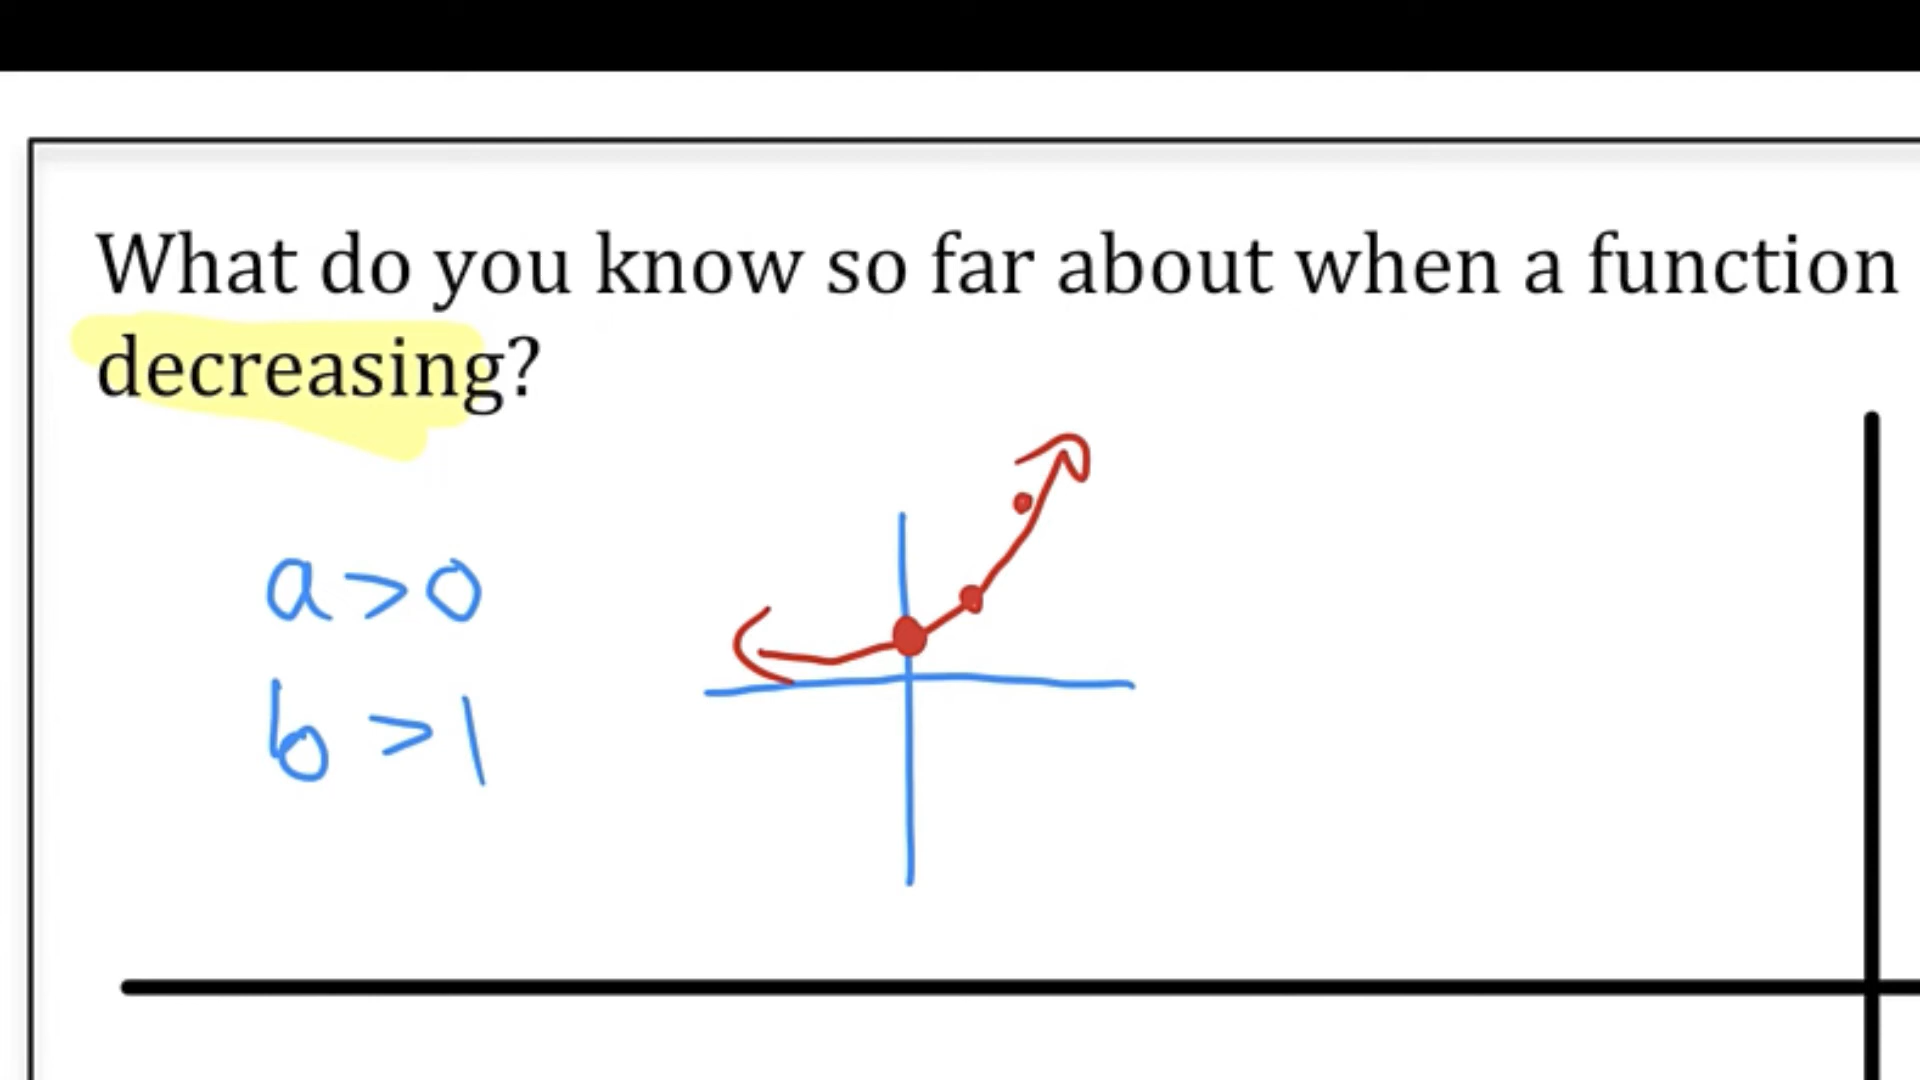 What do you know so far about when a function
decreasing?
a > 0
b > 1